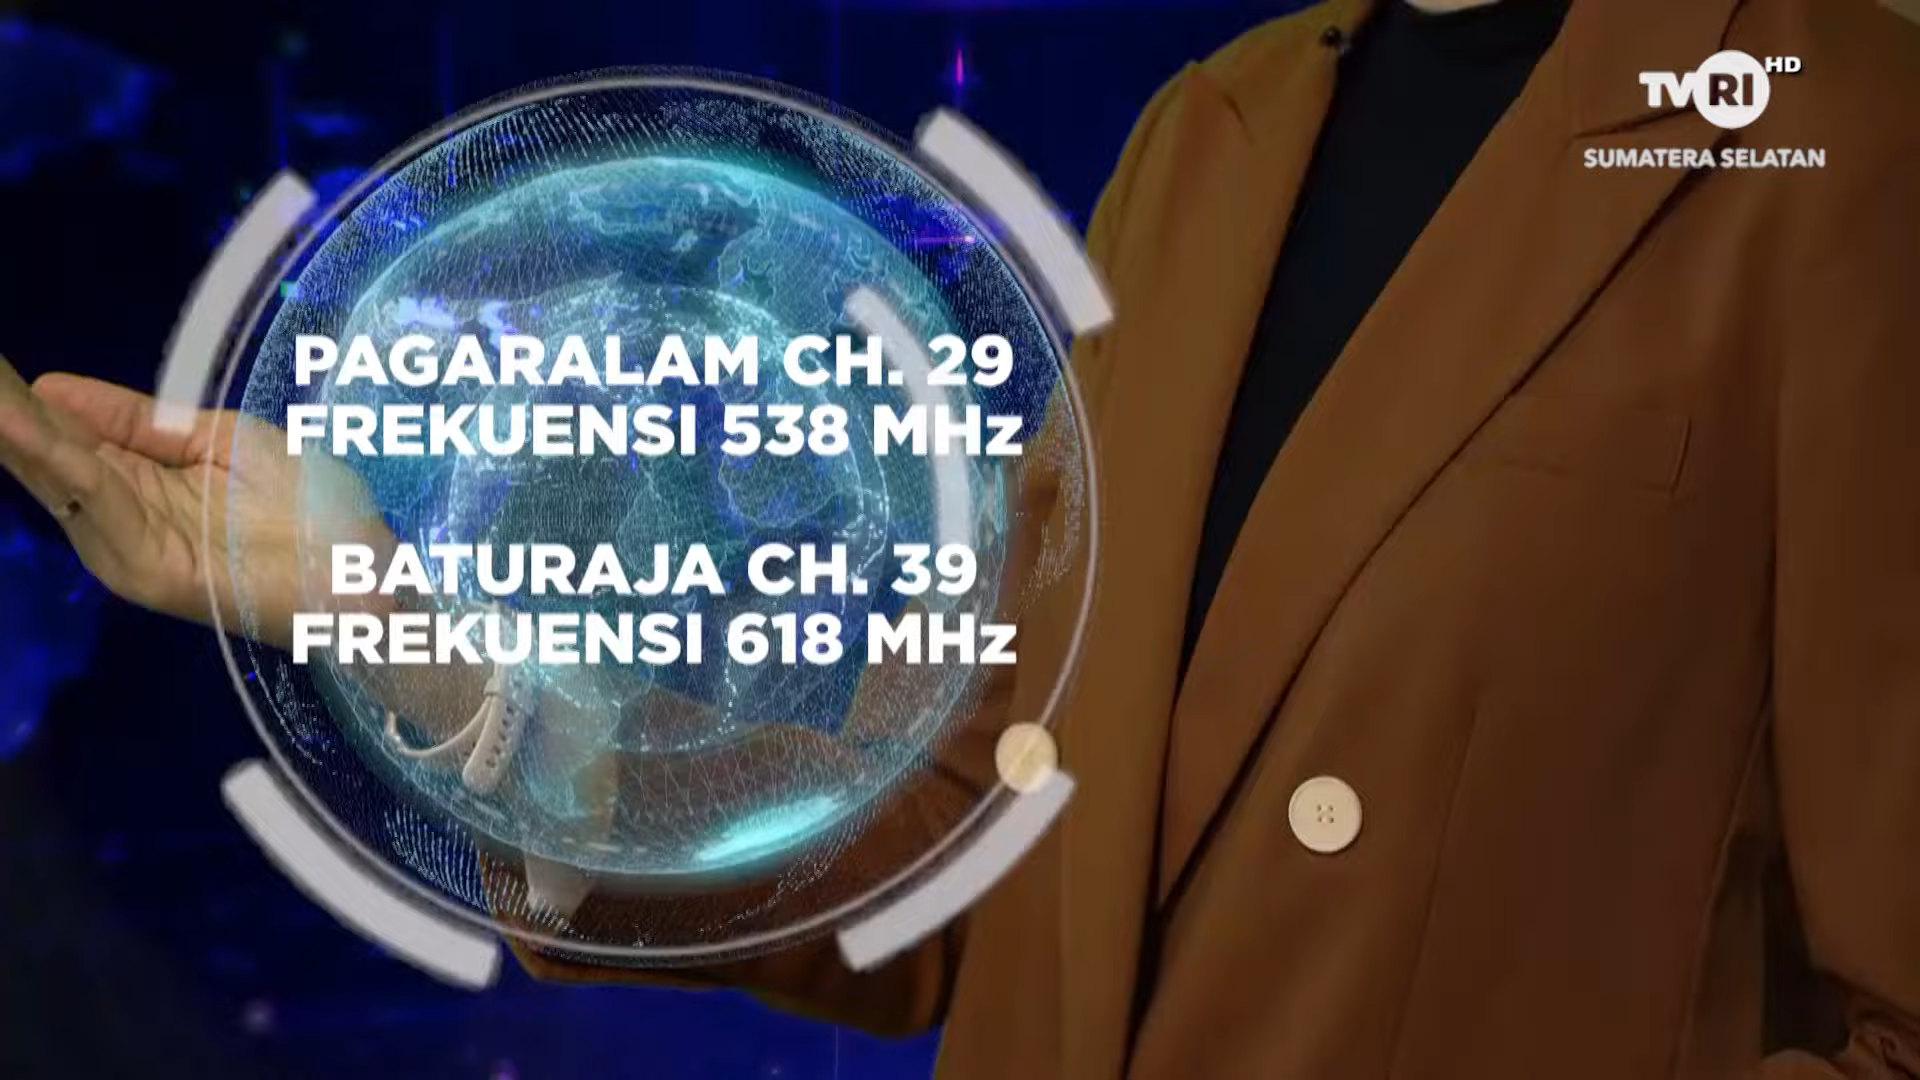 TVRI HD
SUMATERA SELATAN
PAGARALAM CH. 29
FREKUENSI 538 MHz
BATURAJA CH. 39
FREKUENSI 618 MHz